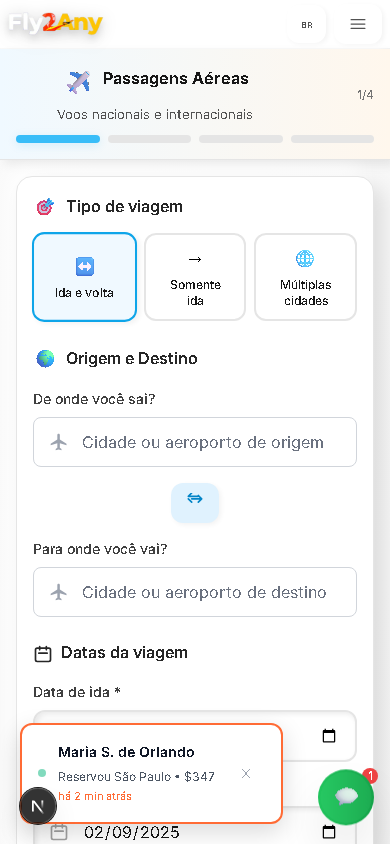 Fly2Any
BR
Passagens Aéreas
1/4
Voos nacionais e internacionais
Tipo de viagem
Ida e volta
Somente
ida
Múltiplas
cidades
Origem e Destino
De onde você sai?
Cidade ou aeroporto de origem
Para onde você vai?
Cidade ou aeroporto de destino
Datas da viagem
Data de ida *
Maria S. de Orlando
Reservou São Paulo • $347
há 2 min atrás
N
1
02/09/2025